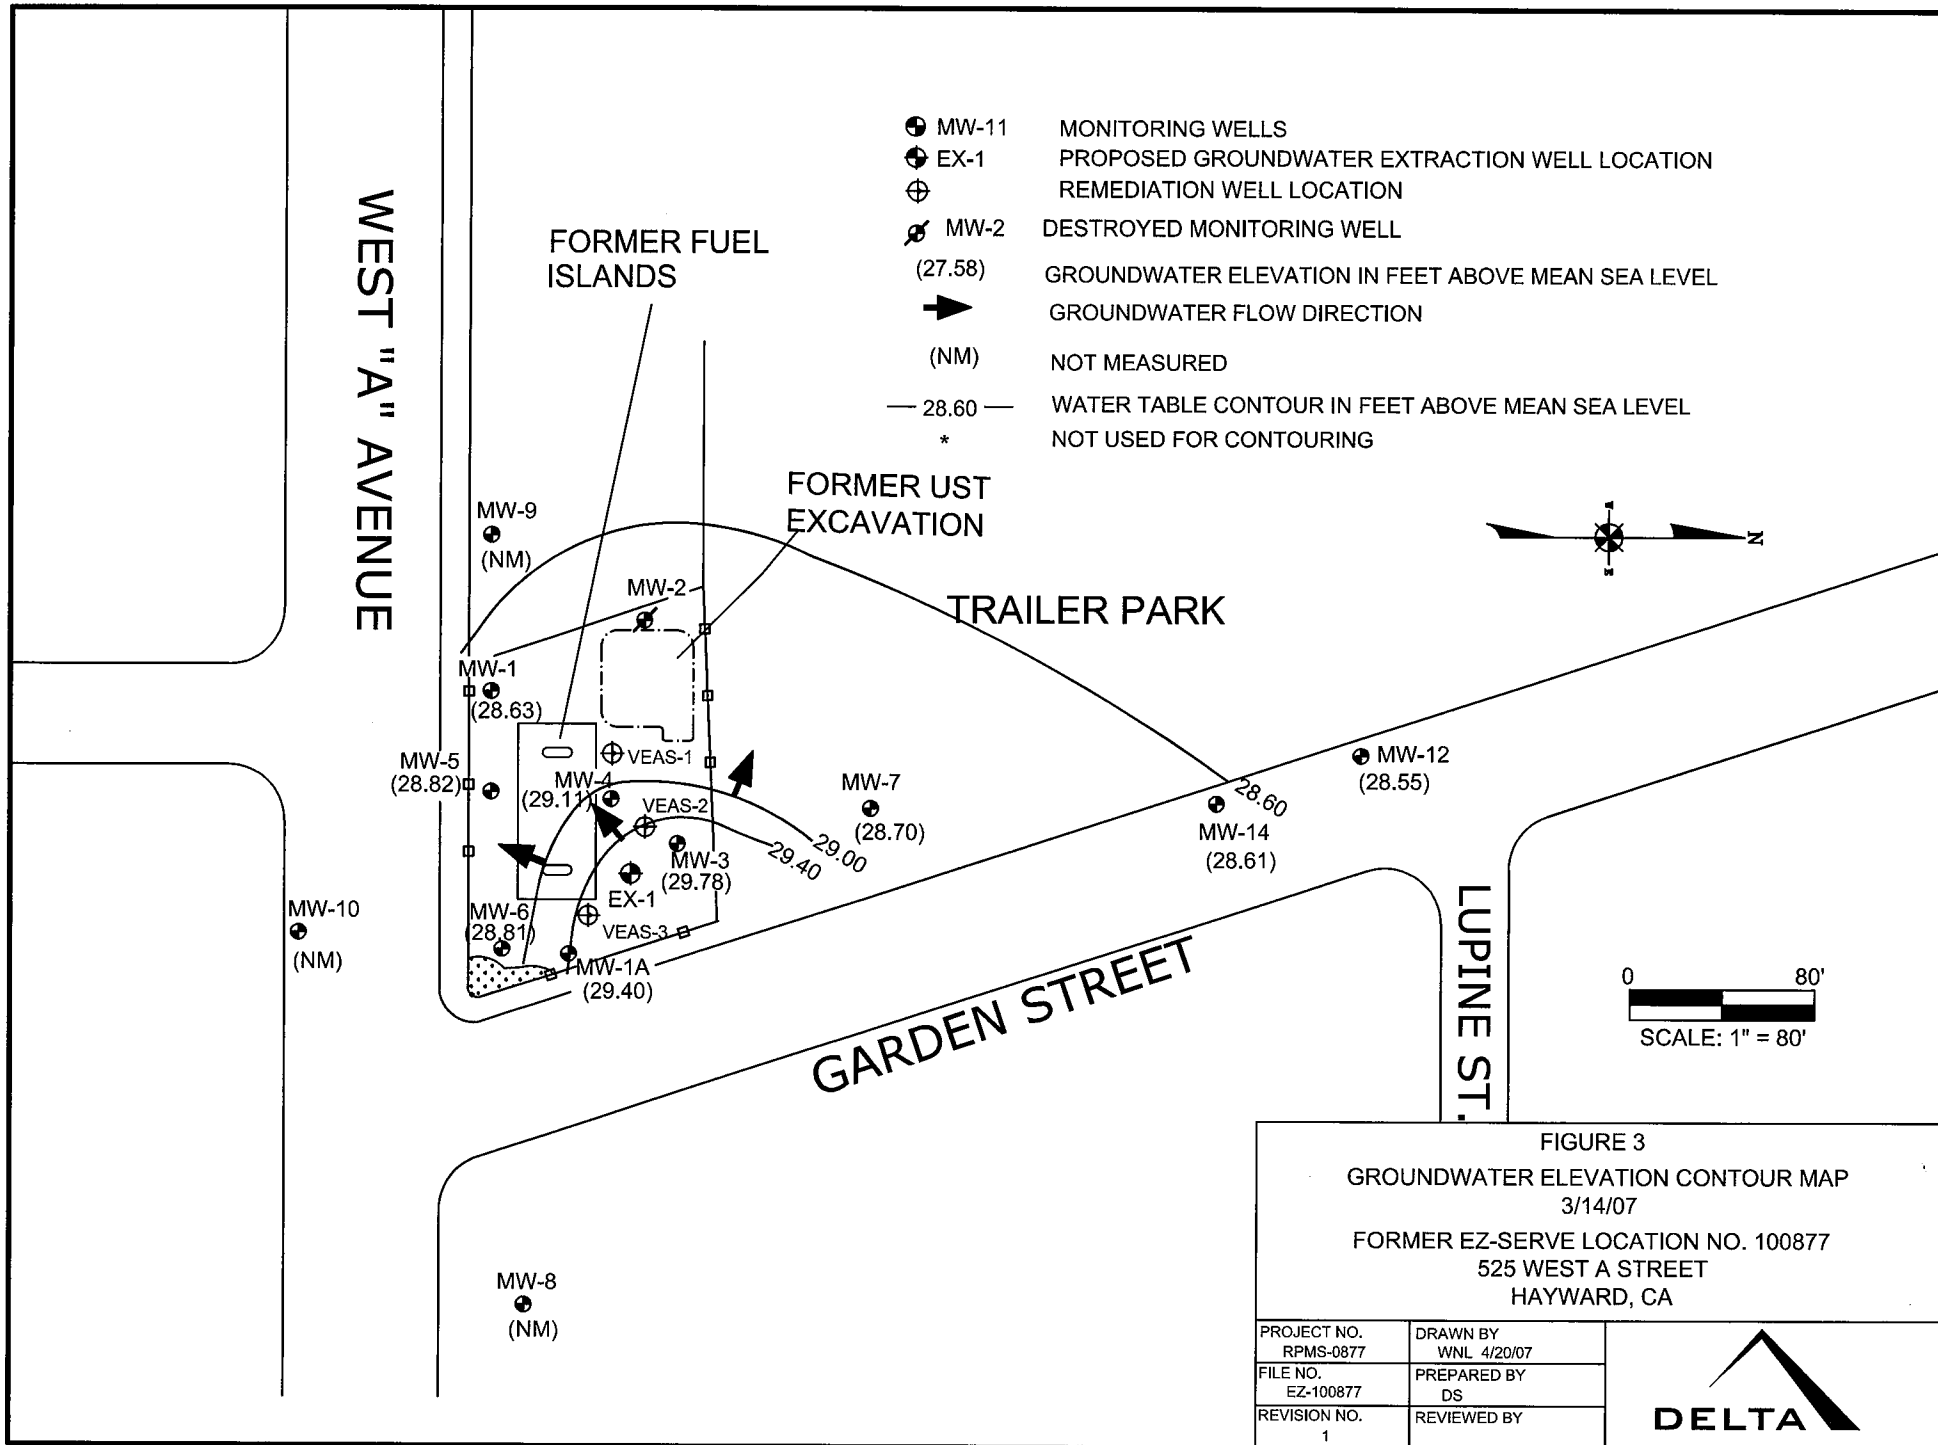 MW-11 MONITORING WELLS
EX-1 PROPOSED GROUNDWATER EXTRACTION WELL LOCATION
REMEDIATION WELL LOCATION
MW-2 DESTROYED MONITORING WELL
(27.58) GROUNDWATER ELEVATION IN FEET ABOVE MEAN SEA LEVEL
GROUNDWATER FLOW DIRECTION
(NM) NOT MEASURED
28.60 WATER TABLE CONTOUR IN FEET ABOVE MEAN SEA LEVEL
* NOT USED FOR CONTOURING
WEST "A" AVENUE
FORMER FUEL
ISLANDS
FORMER UST
EXCAVATION
MW-9
(NM)
MW-2
TRAILER PARK
N
MW-1
(28.63)
MW-5
(28.82)
VEAS-1
MW-4
(29.11)
VEAS-2
MW-7
(28.70)
MW-12
(28.55)
28.60
MW-14
(28.61)
29.00
29.40
MW-3
(29.78)
EX-1
MW-6
(28.81)
VEAS-3
MW-1A
(29.40)
MW-10
(NM)
GARDEN STREET
LUPINE ST.
0 80'
SCALE: 1" = 80'
MW-8
(NM)
FIGURE 3
GROUNDWATER ELEVATION CONTOUR MAP
3/14/07
FORMER EZ-SERVE LOCATION NO. 100877
525 WEST A STREET
HAYWARD, CA
PROJECT NO.
RPMS-0877
DRAWN BY
WNL 4/20/07
FILE NO.
EZ-100877
PREPARED BY
DS
REVISION NO.
1
REVIEWED BY
DELTA